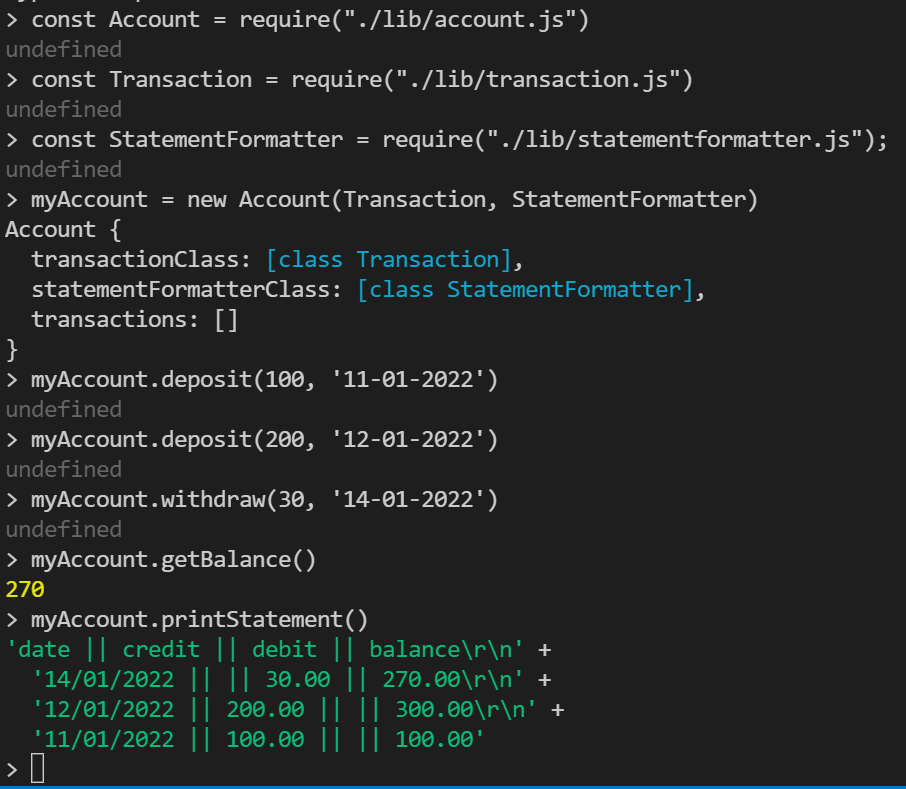 > const Account = require("./lib/account.js")
undefined
> const Transaction = require("./lib/transaction.js")
undefined
> const StatementFormatter = require("./lib/statementformatter.js");
undefined
> myAccount = new Account(Transaction, StatementFormatter)
Account {
  transactionClass: [class Transaction],
  statementFormatterClass: [class StatementFormatter],
  transactions: []
}
> myAccount.deposit(100, '11-01-2022')
undefined
> myAccount.deposit(200, '12-01-2022')
undefined
> myAccount.withdraw(30, '14-01-2022')
undefined
> myAccount.getBalance()
270
> myAccount.printStatement()
'date || credit || debit || balance\r\n' +
  '14/01/2022 || || 30.00 || 270.00\r\n' +
  '12/01/2022 || 200.00 || || 300.00\r\n' +
  '11/01/2022 || 100.00 || || 100.00'
>